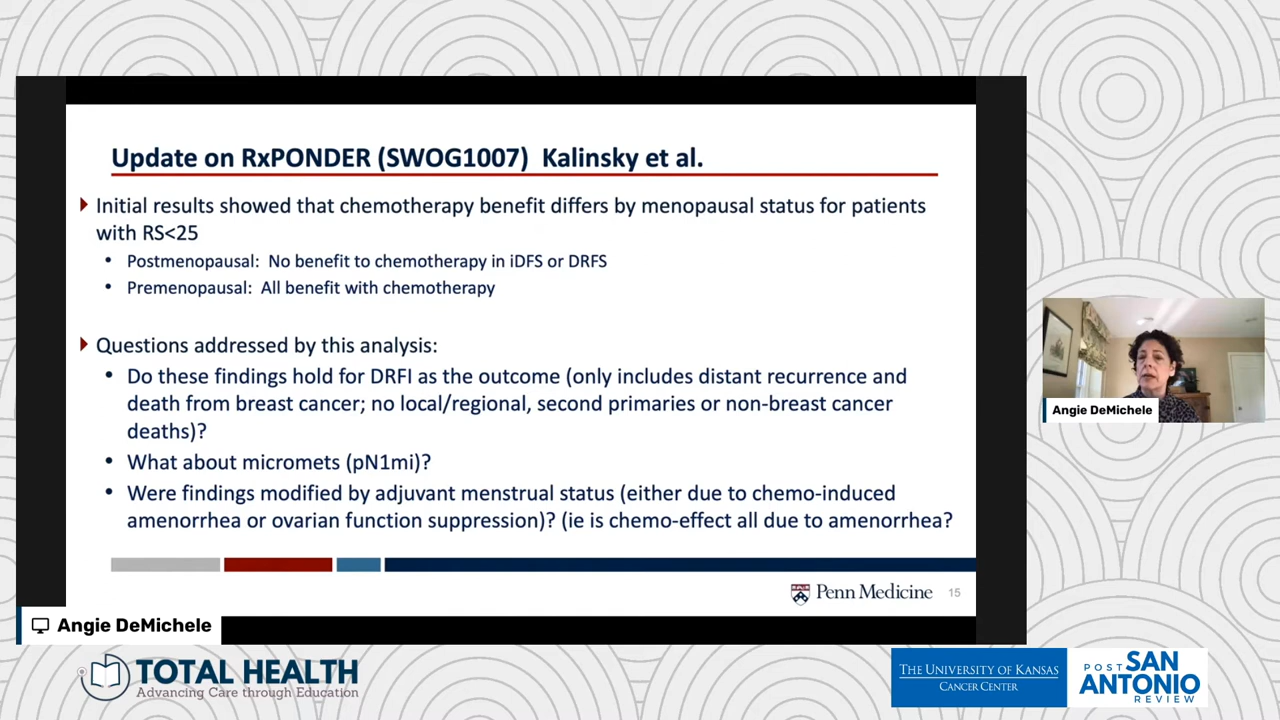 Update on RxPONDER (SWOG1007) Kalinsky et al.
Initial results showed that chemotherapy benefit differs by menopausal status for patients
with RS<25
• Postmenopausal: No benefit to chemotherapy in iDFS or DRFS
• Premenopausal: All benefit with chemotherapy
Questions addressed by this analysis:
• Do these findings hold for DRFI as the outcome (only includes distant recurrence and
death from breast cancer; no local/regional, second primaries or non-breast cancer
deaths)?
• What about micromets (pN1mi)?
• Were findings modified by adjuvant menstrual status (either due to chemo-induced
amenorrhea or ovarian function suppression)? (ie is chemo-effect all due to amenorrhea?
Penn Medicine
15
Angie DeMichele
Angie DeMichele
TOTAL HEALTH
Advancing Care through Education
THE UNIVERSITY OF KANSAS
CANCER CENTER
POST
SAN
ANTONIO
REVIEW